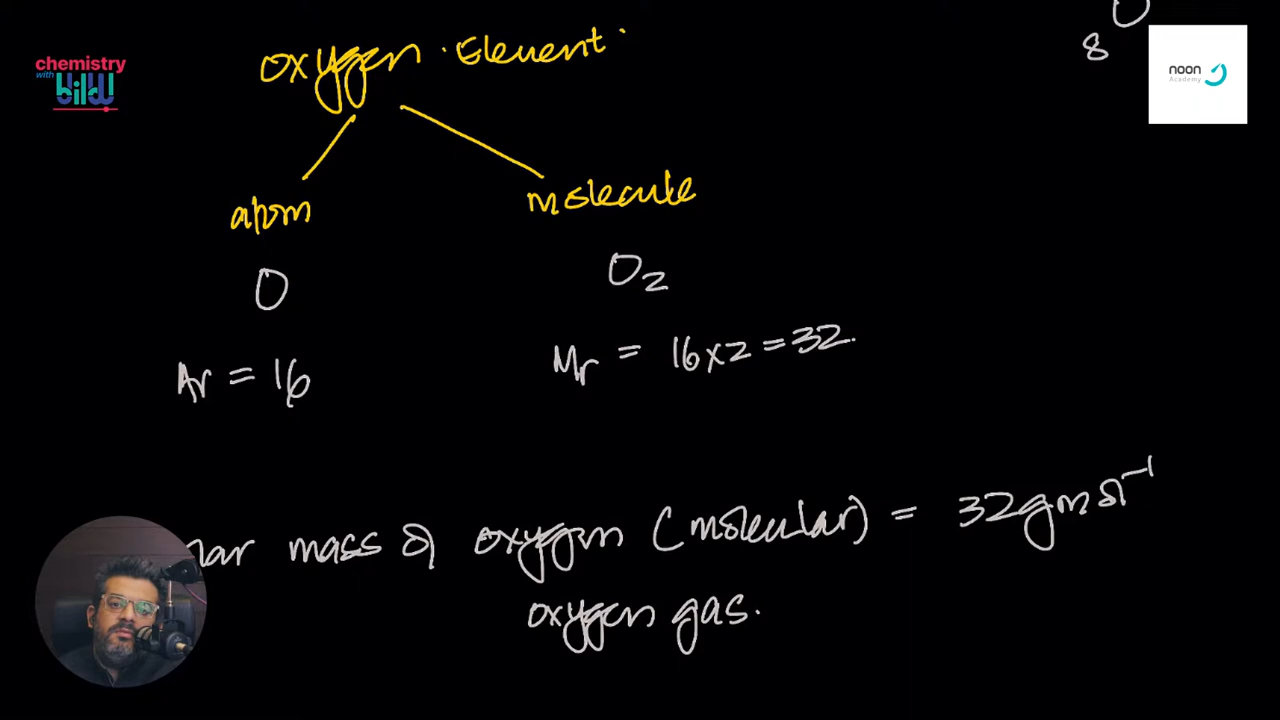 oxygen . Element .
8 O
chemistry
with
bilal
noon
Academy
atom molecule
O O2
Ar = 16 Mr = 16x2 = 32.
mass of oxygen (molecular) = 32gmol-1
oxygen gas.